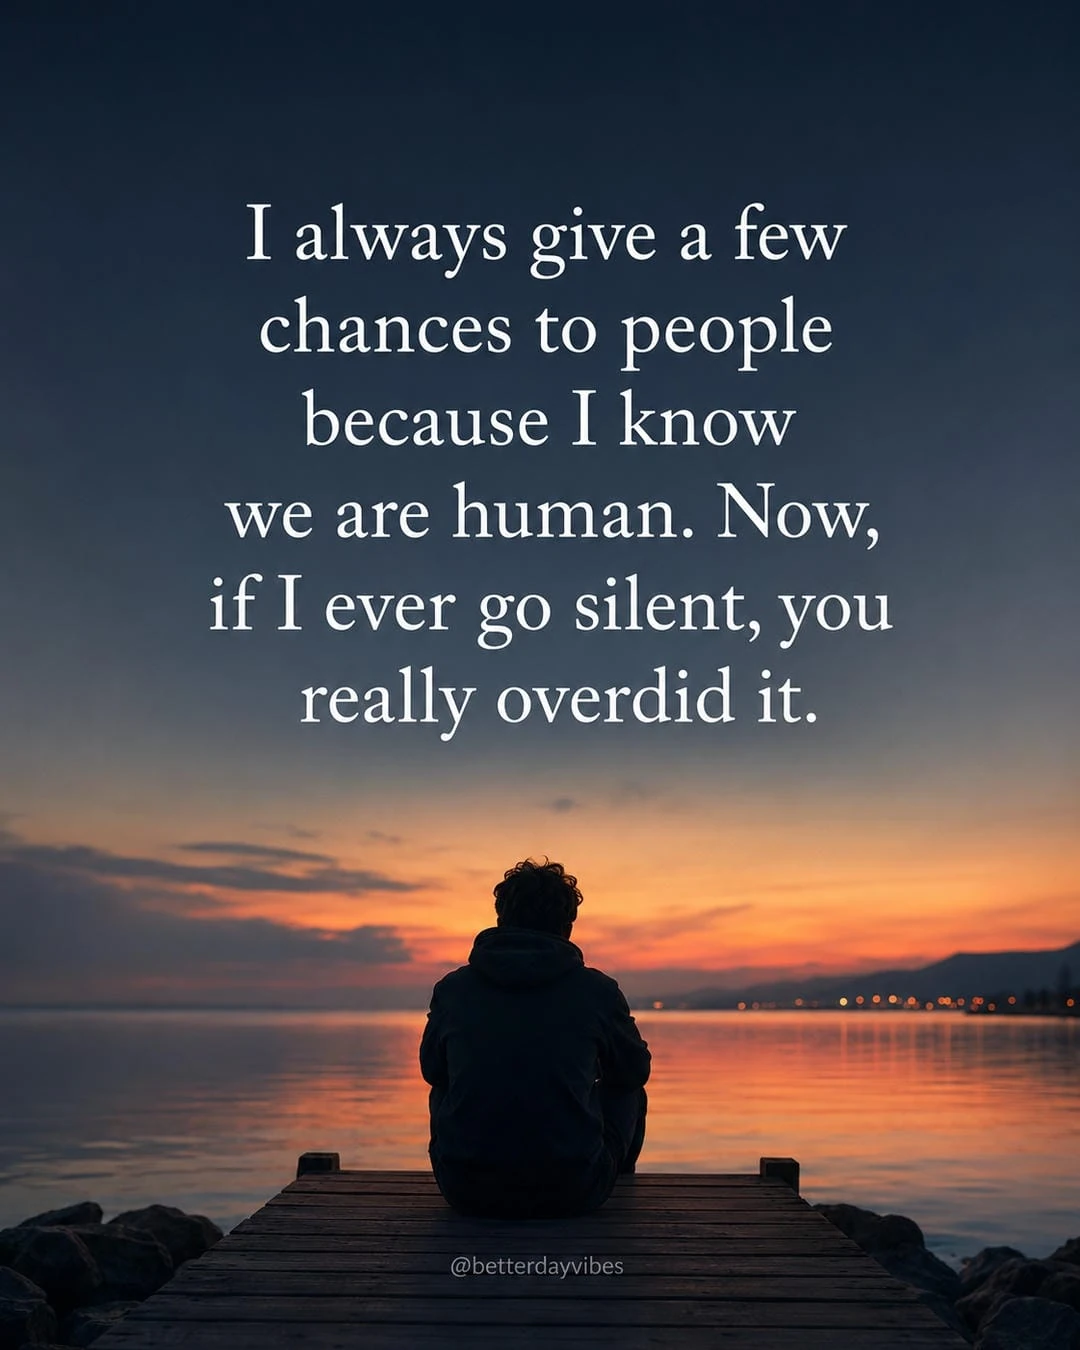 I always give a few
chances to people
because I know
we are human. Now,
if I ever go silent, you
really overdid it.
@betterdayvibes